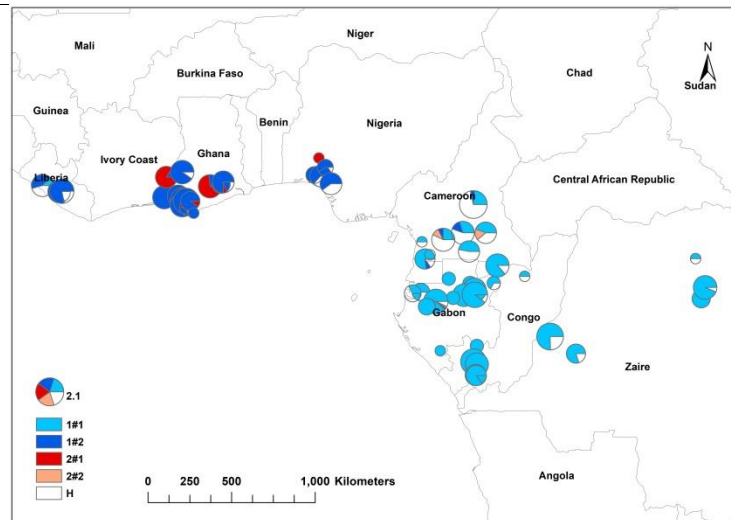 Niger
Mali
Chad
N
Burkina Faso
Sudan
Guinea
Benin
Nigeria
Ghana
Ivory Coast
Liberia
Central African Republic
Cameroon
Gabon
Congo
Zaire
2.1
1#1
1#2
2#1
2#2
H
0 250 500 1,000 Kilometers
Angola